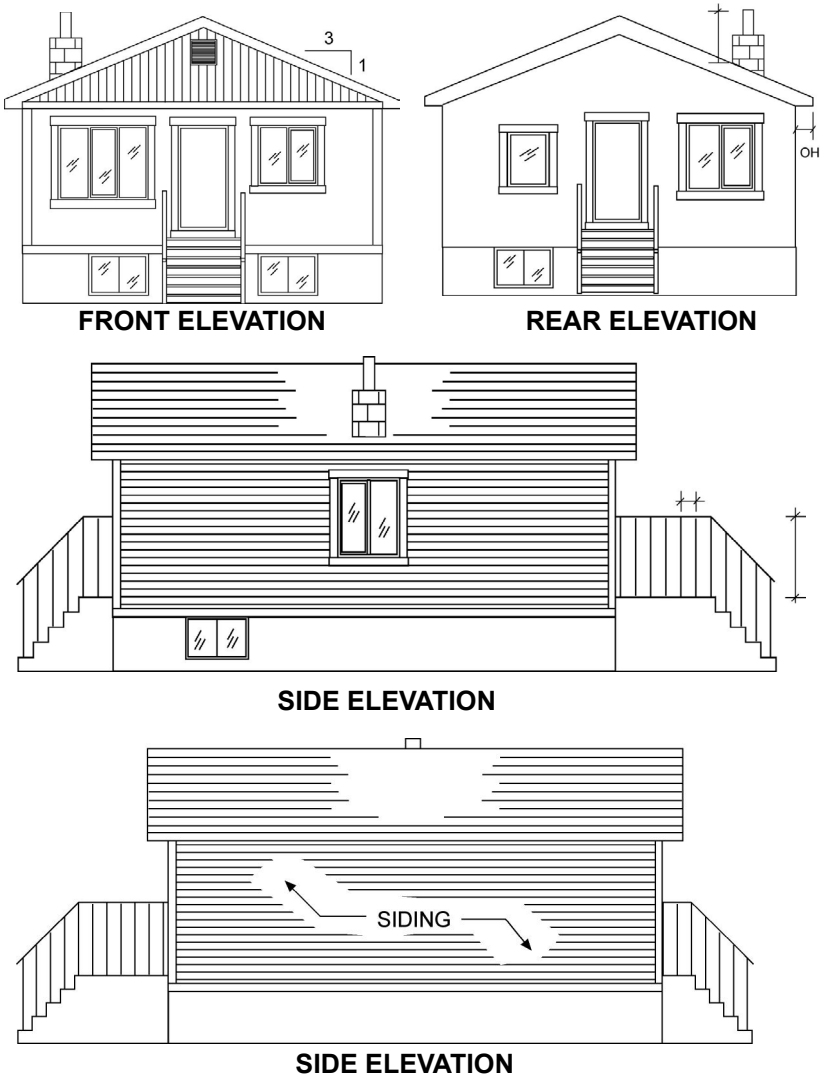 3
1
OH
FRONT ELEVATION
REAR ELEVATION
SIDE ELEVATION
SIDING
SIDE ELEVATION